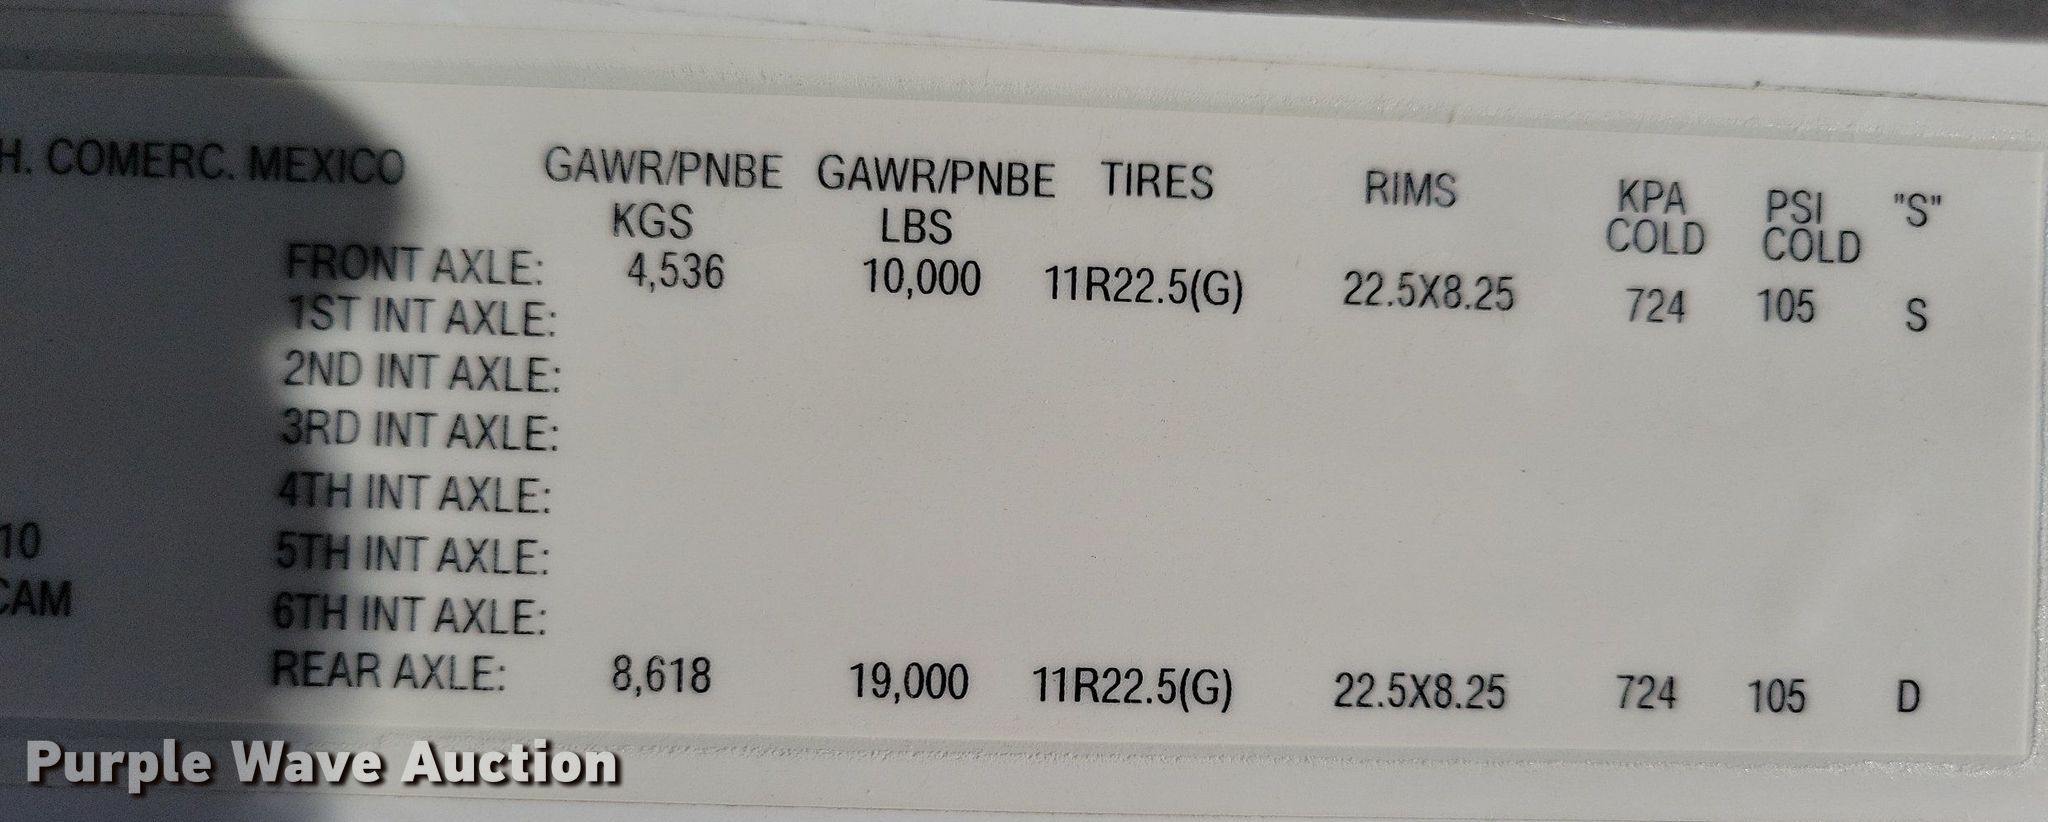 H. COMERC. MEXICO GAWR/PNBE GAWR/PNBE TIRES RIMS KPA PSI "S"
KGS LBS COLD COLD
FRONT AXLE: 4,536 10,000 11R22.5(G) 22.5X8.25 724 105 S
1ST INT AXLE:
2ND INT AXLE:
3RD INT AXLE:
4TH INT AXLE:
10 5TH INT AXLE:
CAM 6TH INT AXLE:
REAR AXLE: 8,618 19,000 11R22.5(G) 22.5X8.25 724 105 D
Purple Wave Auction